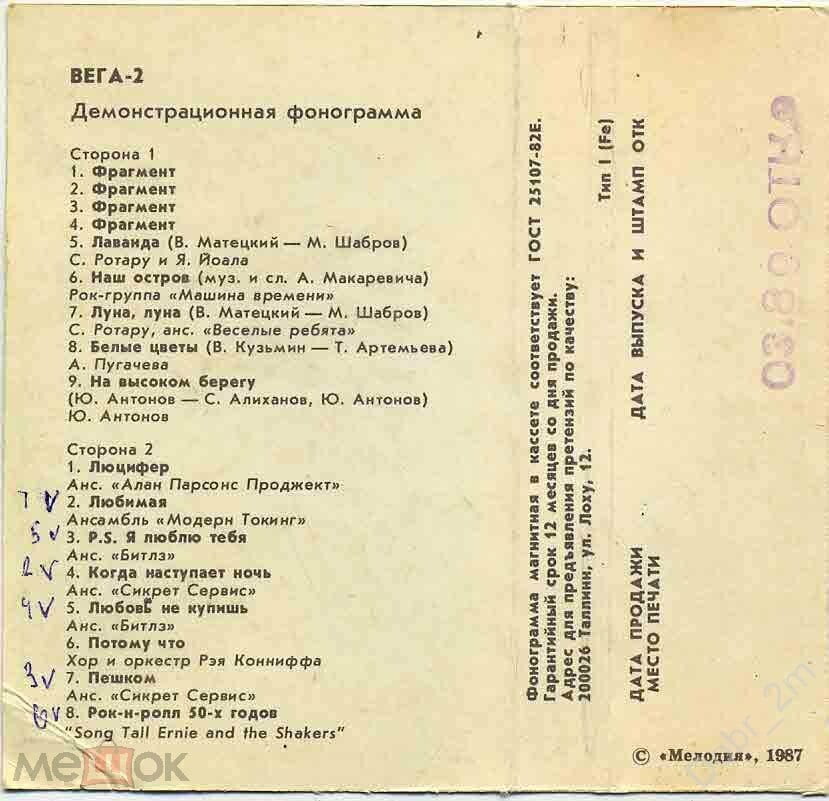 ВЕГА-2
Демонстрационная фонограмма
Сторона 1
1. Фрагмент
2. Фрагмент
3. Фрагмент
4. Фрагмент
5. Лаванда (В. Матецкий — М. Шабров)
С. Ротару и Я. Йоала
6. Наш остров (муз. и сл. А. Макаревича)
Рок-группа «Машина времени»
7. Луна, луна (В. Матецкий — М. Шабров)
С. Ротару, анс. «Веселые ребята»
8. Белые цветы (В. Кузьмин — Т. Артемьева)
А. Пугачева
9. На высоком берегу
(Ю. Антонов — С. Алиханов, Ю. Антонов)
Ю. Антонов
Сторона 2
1. Люцифер
Анс. «Алан Парсонс Проджект»
1 V 2. Любимая
Ансамбль «Модерн Токинг»
5 V 3. P.S. Я люблю тебя
Анс. «Битлз»
2 V 4. Когда наступает ночь
Анс. «Сикрет Сервис»
4 V 5. Любовь не купишь
Анс. «Битлз»
6. Потому что
Хор и оркестр Рэя Конниффа
3 V 7. Пешком
Анс. «Сикрет Сервис»
6 V 8. Рок-н-ролл 50-х годов
"Song Tall Ernie and the Shakers"
Фонограмма магнитная в кассете соответствует ГОСТ 25107-82Е.
Гарантийный срок 12 месяцев со дня продажи.
Адрес для предъявления претензий по качеству:
200026 Таллинн, ул. Лоху, 12.
Тип I (Fe)
ДАТА ПРОДАЖИ
МЕСТО ПЕЧАТИ
ДАТА ВЫПУСКА И ШТАМП ОТК
03.89 ОТК
© «Мелодия», 1987
мешок